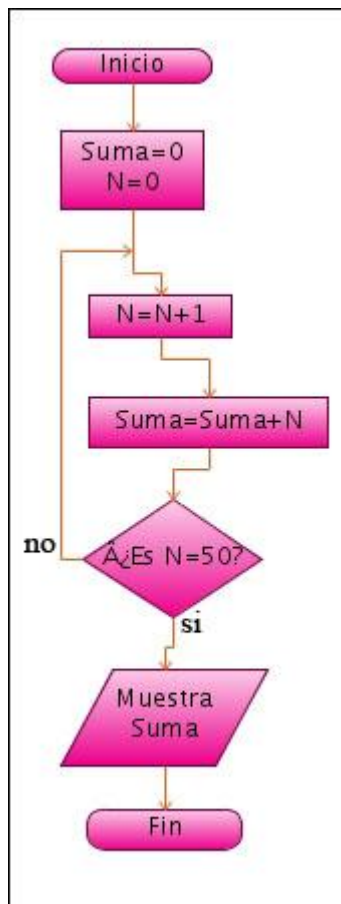 Inicio
Suma=0
N=0
N=N+1
Suma=Suma+N
no
Â¿Es N=50?
si
Muestra
Suma
Fin